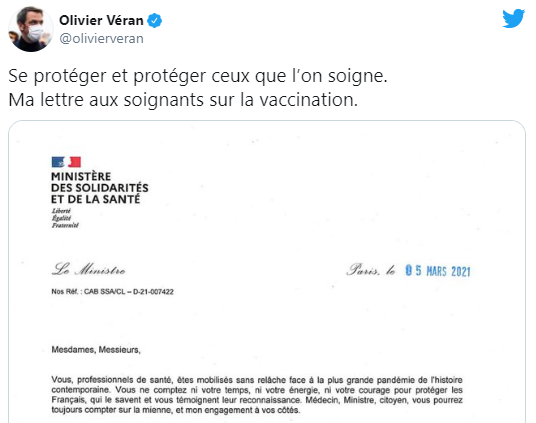 Olivier Véran
@olivierveran
Se protéger et protéger ceux que l'on soigne.
Ma lettre aux soignants sur la vaccination.
MINISTÈRE
DES SOLIDARITÉS
ET DE LA SANTÉ
Liberté
Égalité
Fraternité
Le Ministre
Paris, le 05 MARS 2021
Nos Réf. : CAB SSA/CL – D-21-007422
Mesdames, Messieurs,
Vous, professionnels de santé, êtes mobilisés sans relâche face à la plus grande pandémie de l'histoire
contemporaine. Vous ne comptez ni votre temps, ni votre énergie, ni votre courage pour protéger les
Français, qui le savent et vous témoignent leur reconnaissance. Médecin, Ministre, citoyen, vous pourrez
toujours compter sur la mienne, et mon engagement à vos côtés.